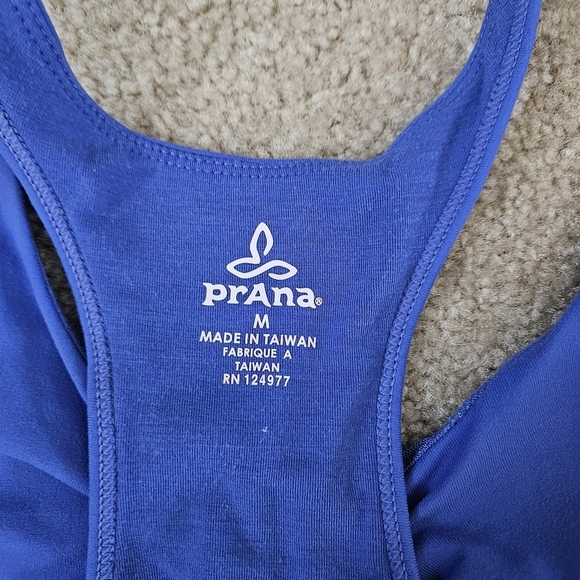 prAna®
M
MADE IN TAIWAN
FABRIQUE A
TAIWAN
RN 124977